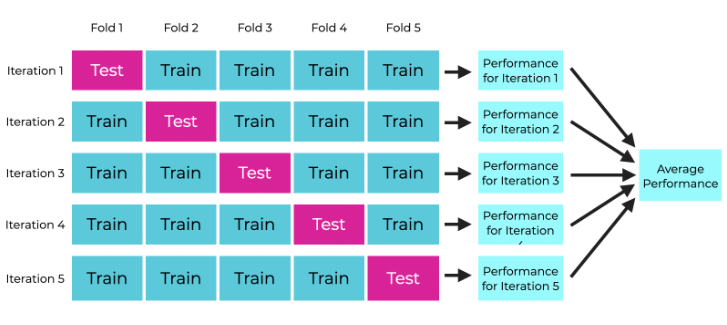 Fold 1 Fold 2 Fold 3 Fold 4 Fold 5
Iteration 1 Test Train Train Train Train Performance for Iteration 1
Iteration 2 Train Test Train Train Train Performance for Iteration 2
Iteration 3 Train Train Test Train Train Performance for Iteration 3
Average Performance
Iteration 4 Train Train Train Test Train Performance for Iteration
Iteration 5 Train Train Train Train Test Performance for Iteration 5